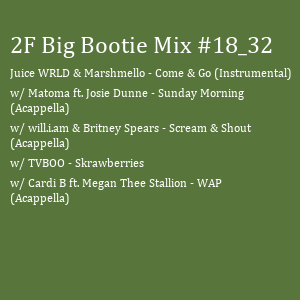 2F Big Bootie Mix #18_32
Juice WRLD & Marshmello - Come & Go (Instrumental)
w/ Matoma ft. Josie Dunne - Sunday Morning
(Acappella)
w/ will.i.am & Britney Spears - Scream & Shout
(Acappella)
w/ TVBOO - Skrawberries
w/ Cardi B ft. Megan Thee Stallion - WAP
(Acappella)